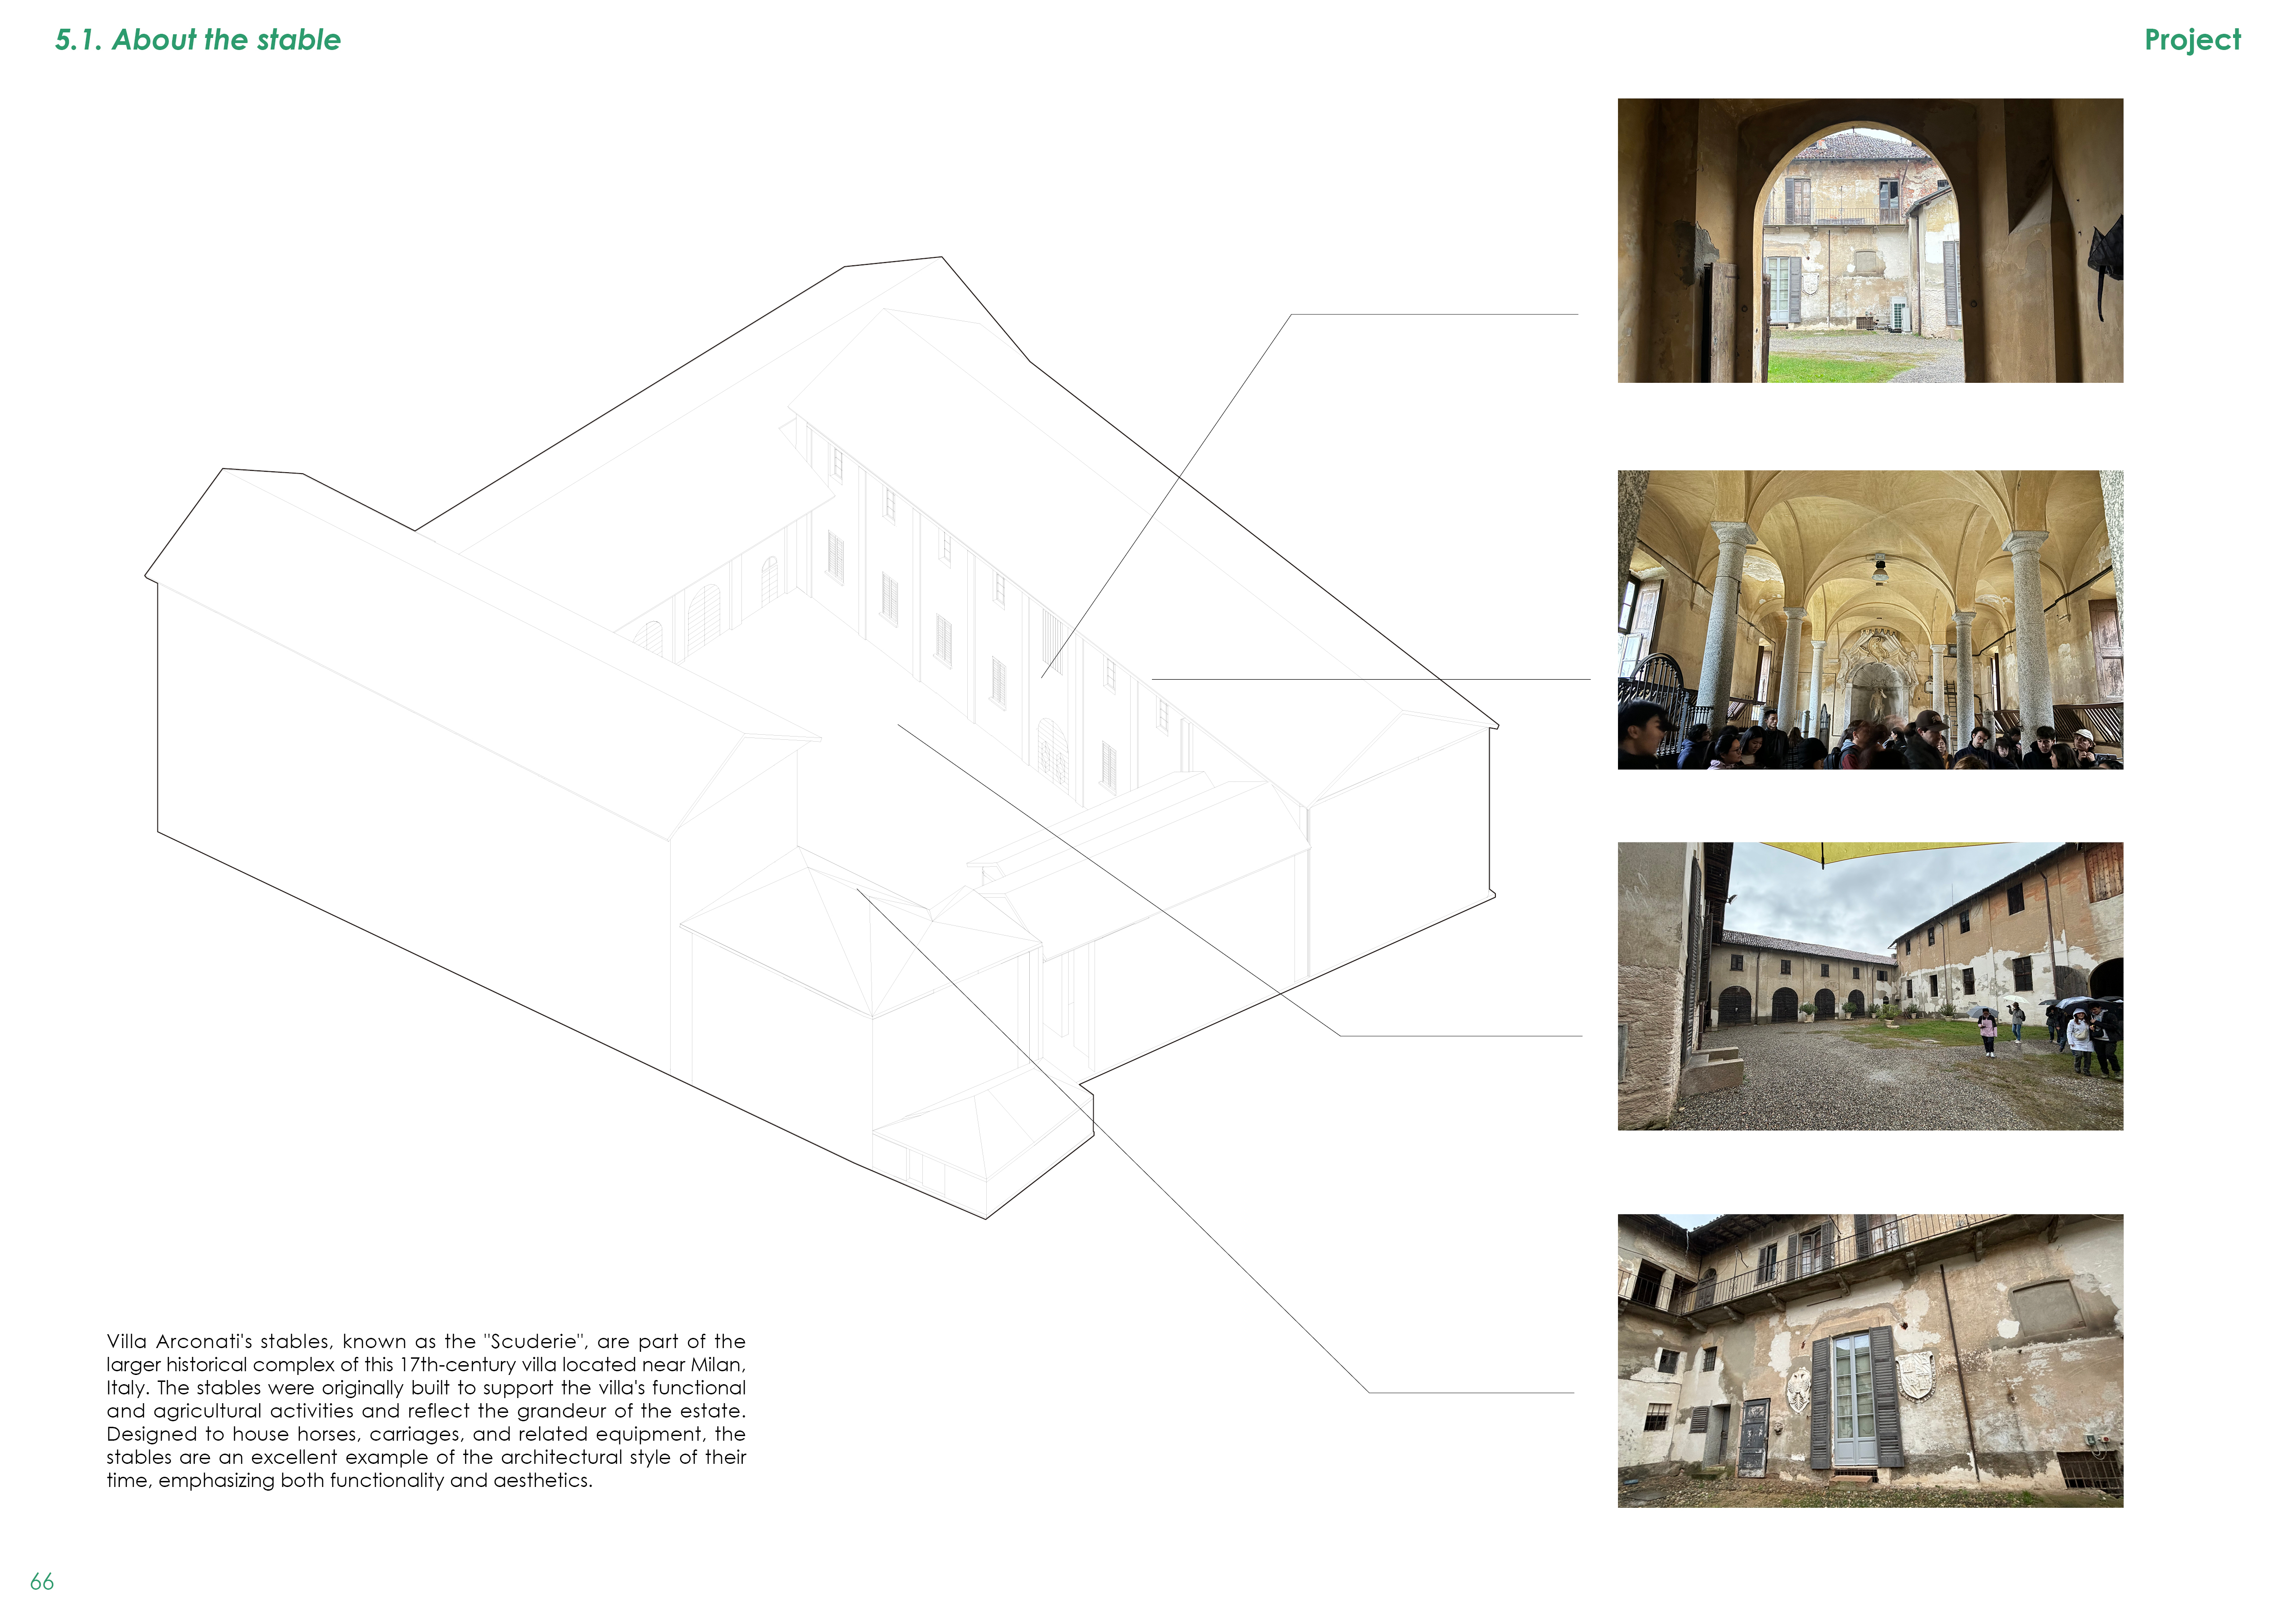 5.1. About the stable
Project
Villa Arconati's stables, known as the "Scuderie", are part of the
larger historical complex of this 17th-century villa located near Milan,
Italy. The stables were originally built to support the villa's functional
and agricultural activities and reflect the grandeur of the estate.
Designed to house horses, carriages, and related equipment, the
stables are an excellent example of the architectural style of their
time, emphasizing both functionality and aesthetics.
66